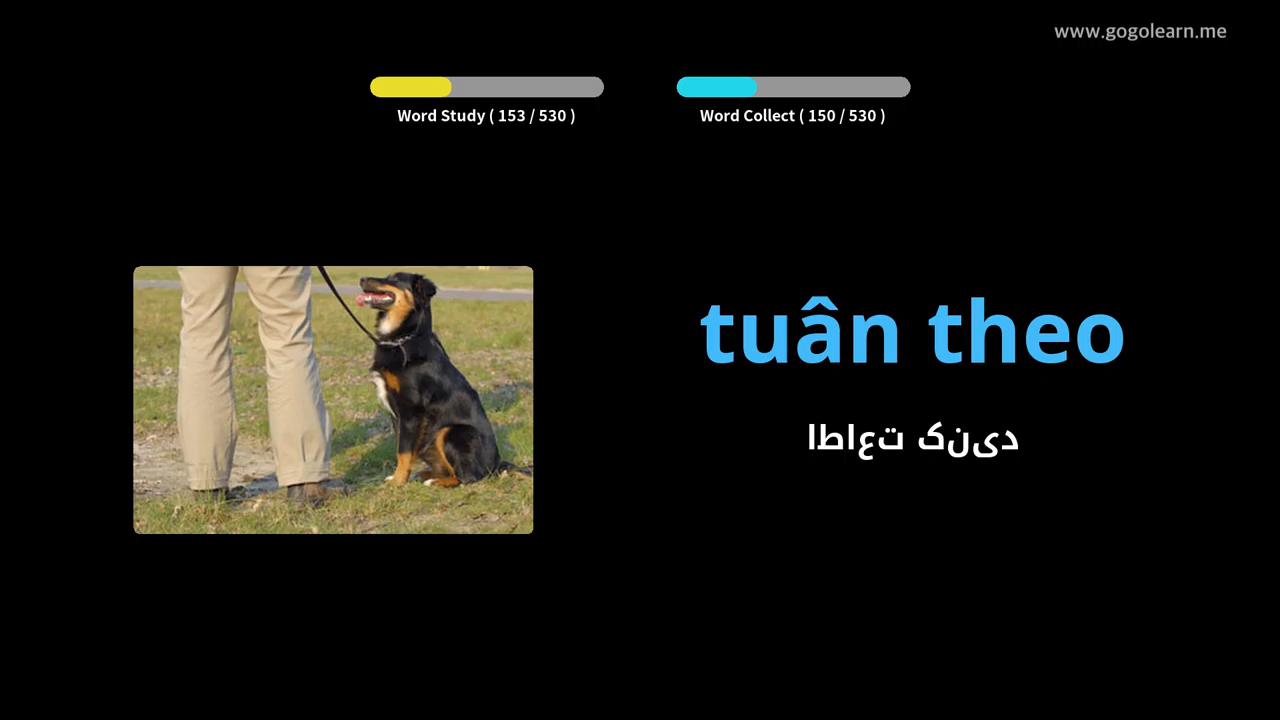 www.gogolearn.me
Word Study ( 153 / 530 )
Word Collect ( 150 / 530 )
tuân theo
اطاعت کنید